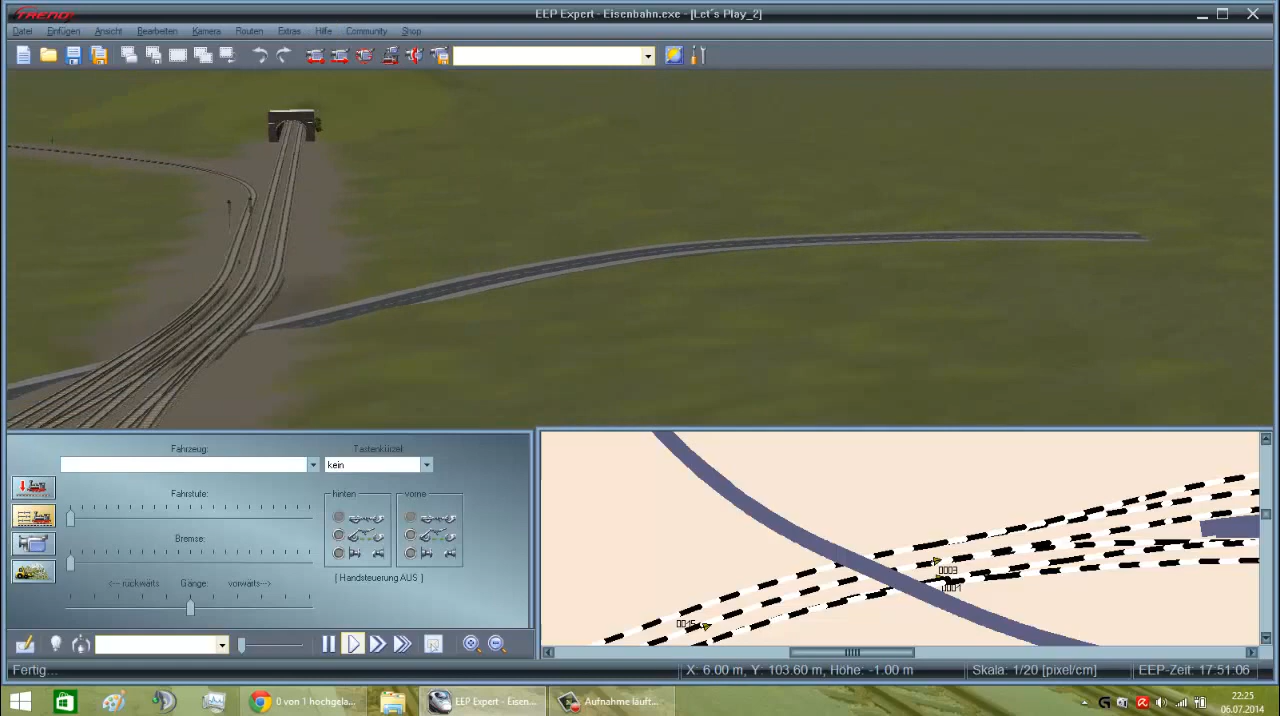 TREND
EEP Expert - Eisenbahn.exe - [Let´s Play_2]
Datei Einfügen Ansicht Bearbeiten Kamera Routen Extras Hilfe Community Shop
Fahrzeug: Tastenkürzel
kein
Fahrstufe: hinten vorne
Bremse:
<--- rückwärts Gänge: vorwärts--->
[ Handsteuerung AUS ]
0003
0001
0015
Fertig...
X: 6.00 m, Y: 103.60 m, Höhe: -1.00 m
Skala: 1/20 [pixel/cm]
EEP-Zeit: 17:51:06
0 von 1 hochgela...
EEP Expert - Eisen...
Aufnahme läuft...
22:25
06.07.2014